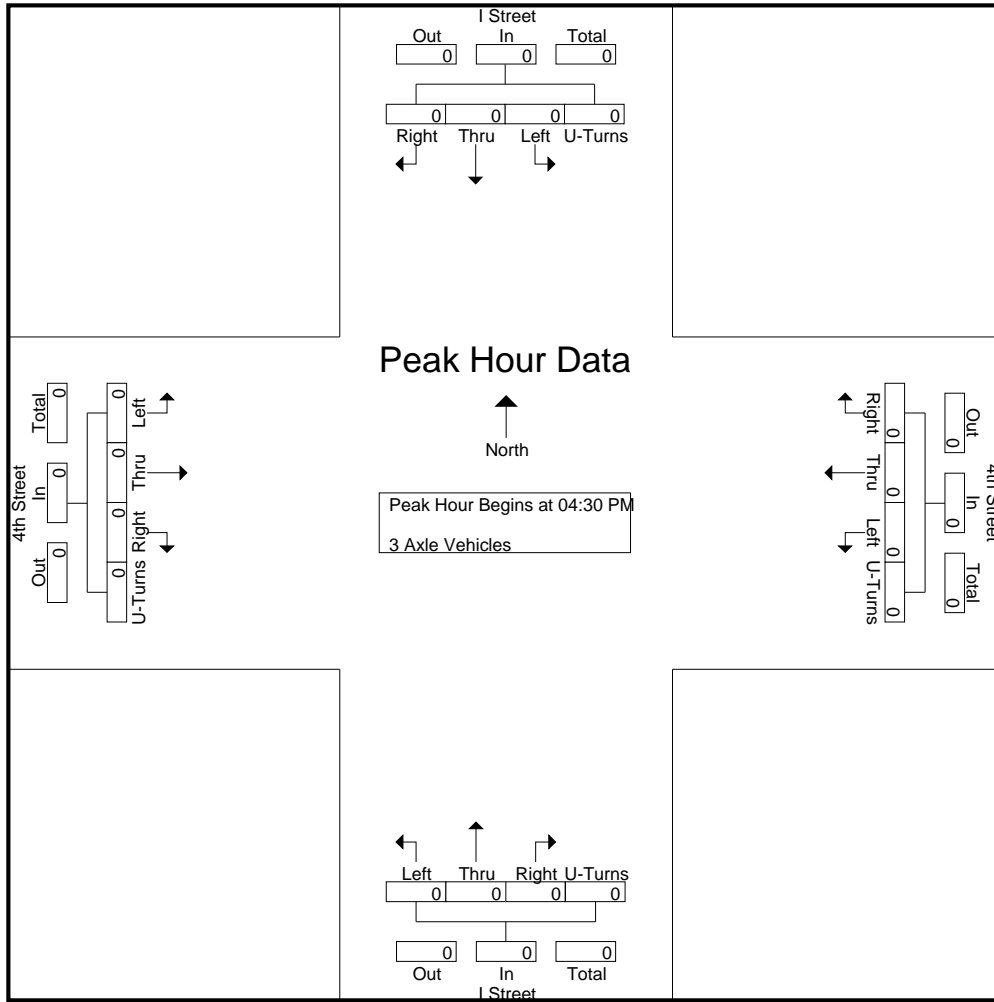 I Street
Out In Total
0 0 0
0 0 0 0
Right Thru Left U-Turns
Peak Hour Data
North
Peak Hour Begins at 04:30 PM
3 Axle Vehicles
4th Street
Total In Out
0 0 0
0 0 0 0
Left Thru Right U-Turns
4th Street
Out In Total
0 0 0
0 0 0 0
Right Thru Left U-Turns
Left Thru Right U-Turns
0 0 0 0
0 0 0
Out In Total
I Street